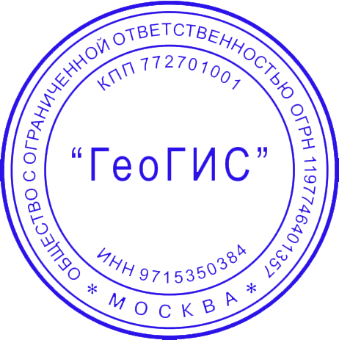 ОБЩЕСТВО С ОГРАНИЧЕННОЙ ОТВЕТСТВЕННОСТЬЮ ОГРН 1197746401357
* МОСКВА *
КПП 772701001
“ГеоГИС”
ИНН 9715350384